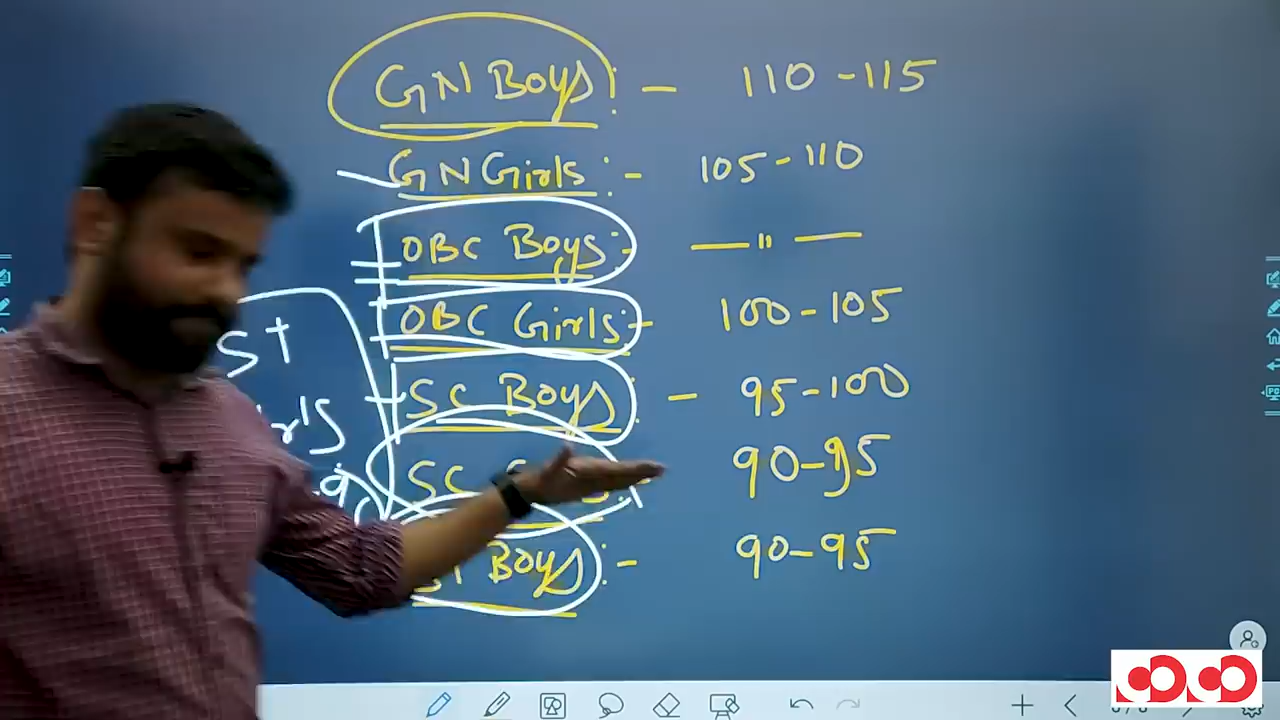 GN Boys :- 110-115
GN Girls :- 105-110
OBC Boys :- — " —
OBC Girls :- 100-105
ST
SC Boys :- 95-100
SC 90-95
Boys :- 90-95